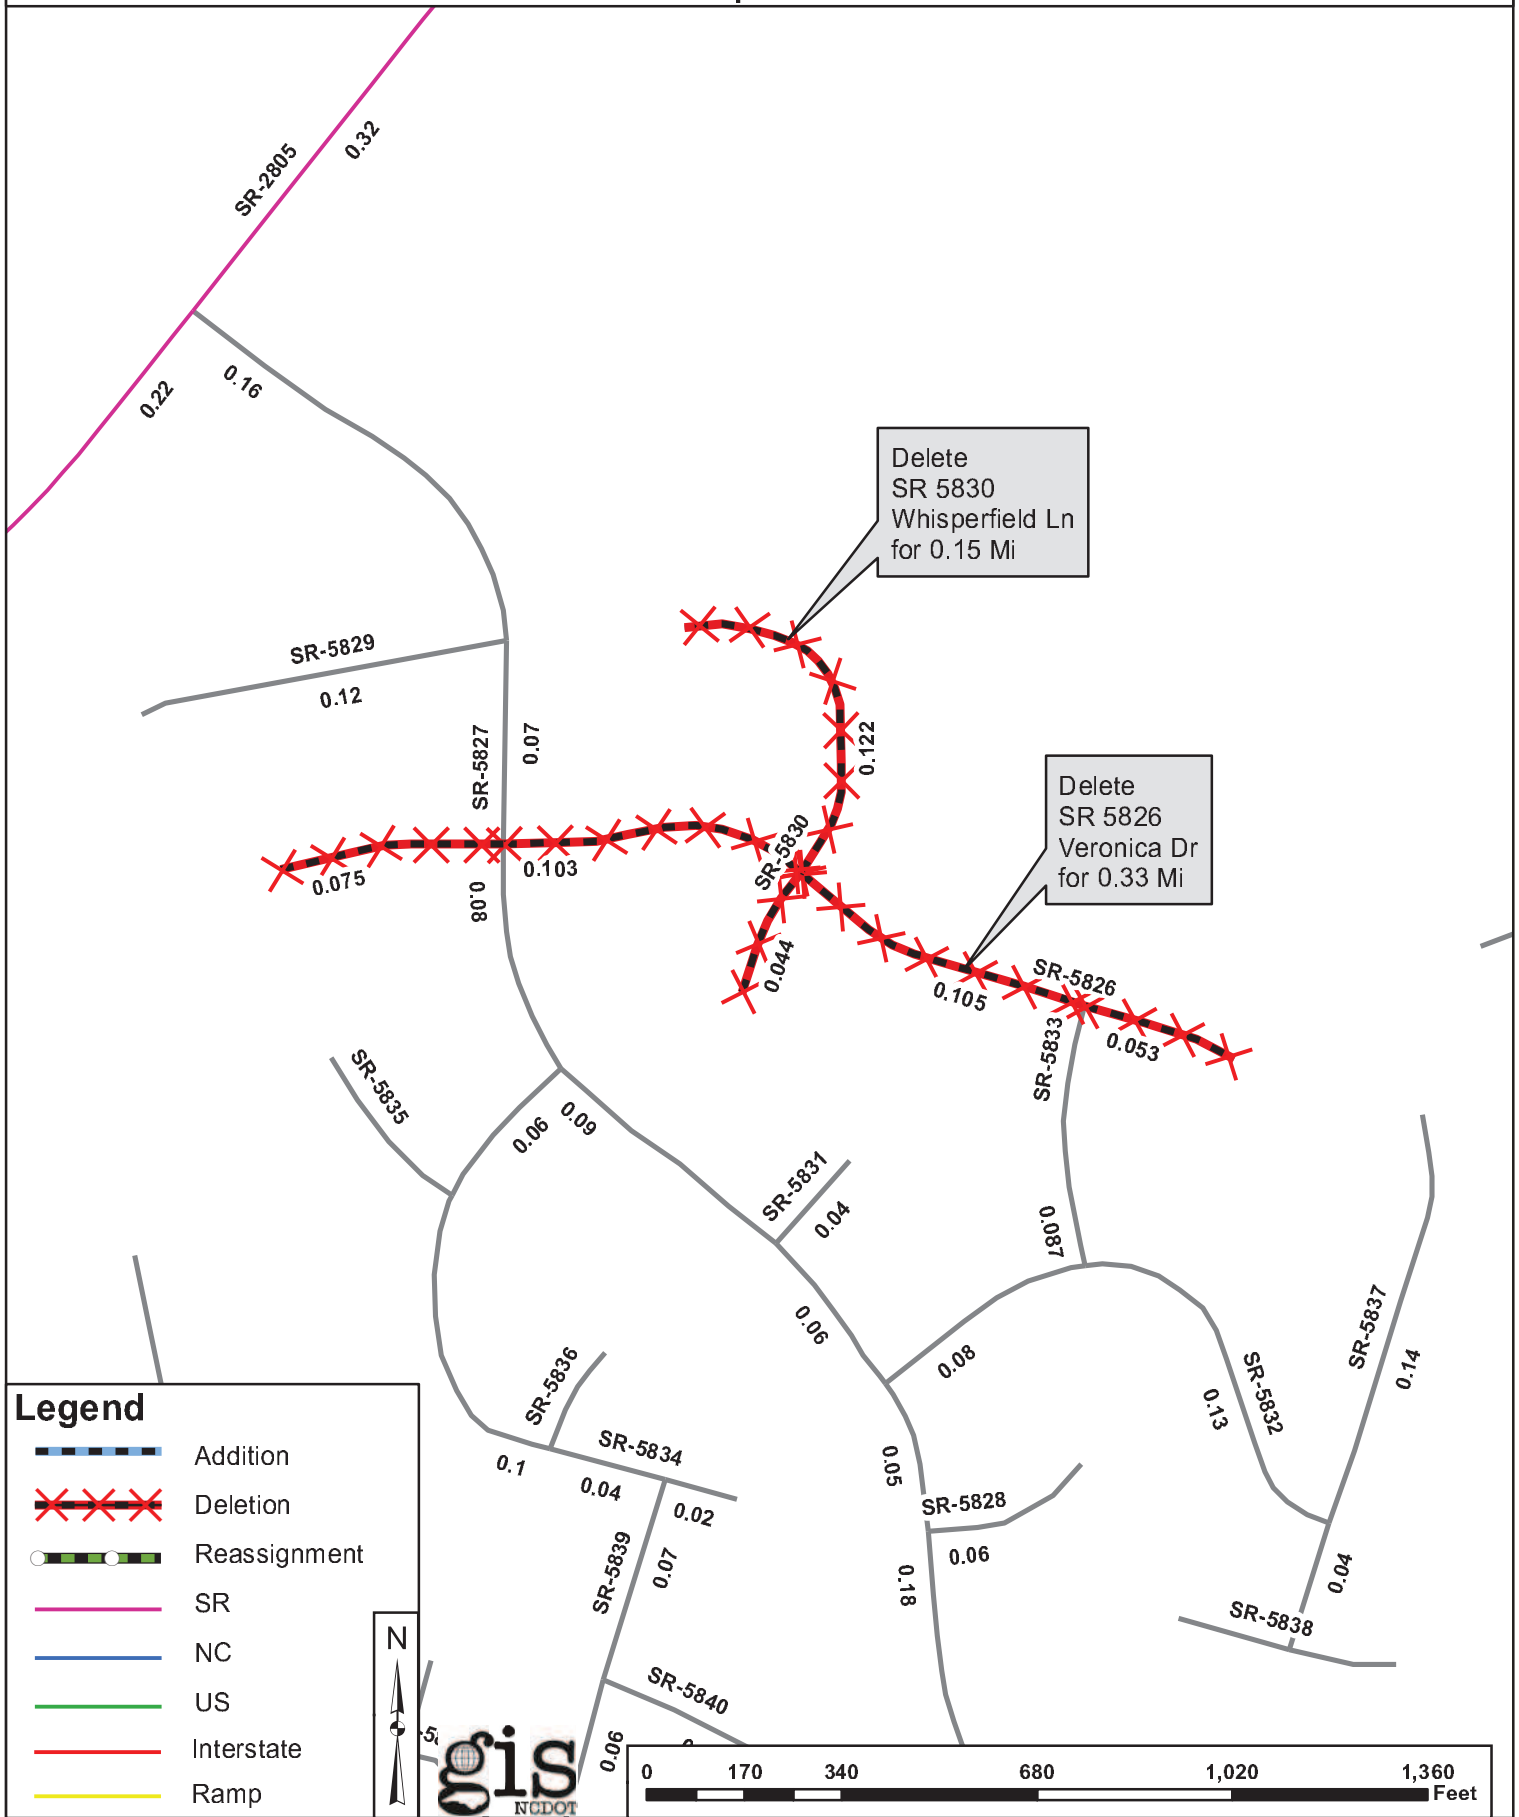 SR-2805
0.32
0.22
0.16
Delete
SR 5830
Whisperfield Ln
for 0.15 Mi
SR-5829
0.12
SR-5827
0.07
0.122
Delete
SR 5826
Veronica Dr
for 0.33 Mi
SR-5830
0.075
0.103
0.08
0.044
SR-5826
0.105
0.053
SR-5833
SR-5835
0.06
0.09
SR-5831
0.04
0.087
0.06
0.08
SR-5837
0.14
SR-5832
0.13
SR-5836
SR-5834
0.1
0.04
0.02
0.05
SR-5828
0.06
SR-5839
0.07
0.18
0.04
SR-5838
SR-5840
0.06
Legend
Addition
Deletion
Reassignment
SR
NC
US
Interstate
Ramp
N
gis
NCDOT
0 170 340 680 1,020 1,360
Feet